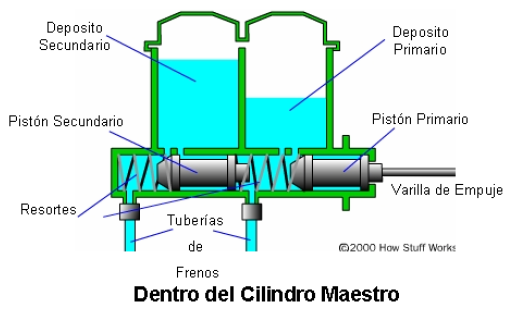 Deposito
Secundario
Deposito
Primario
Pistón Secundario
Pistón Primario
Varilla de Empuje
Resortes
Tuberías
de
Frenos
©2000 How Stuff Works
Dentro del Cilindro Maestro